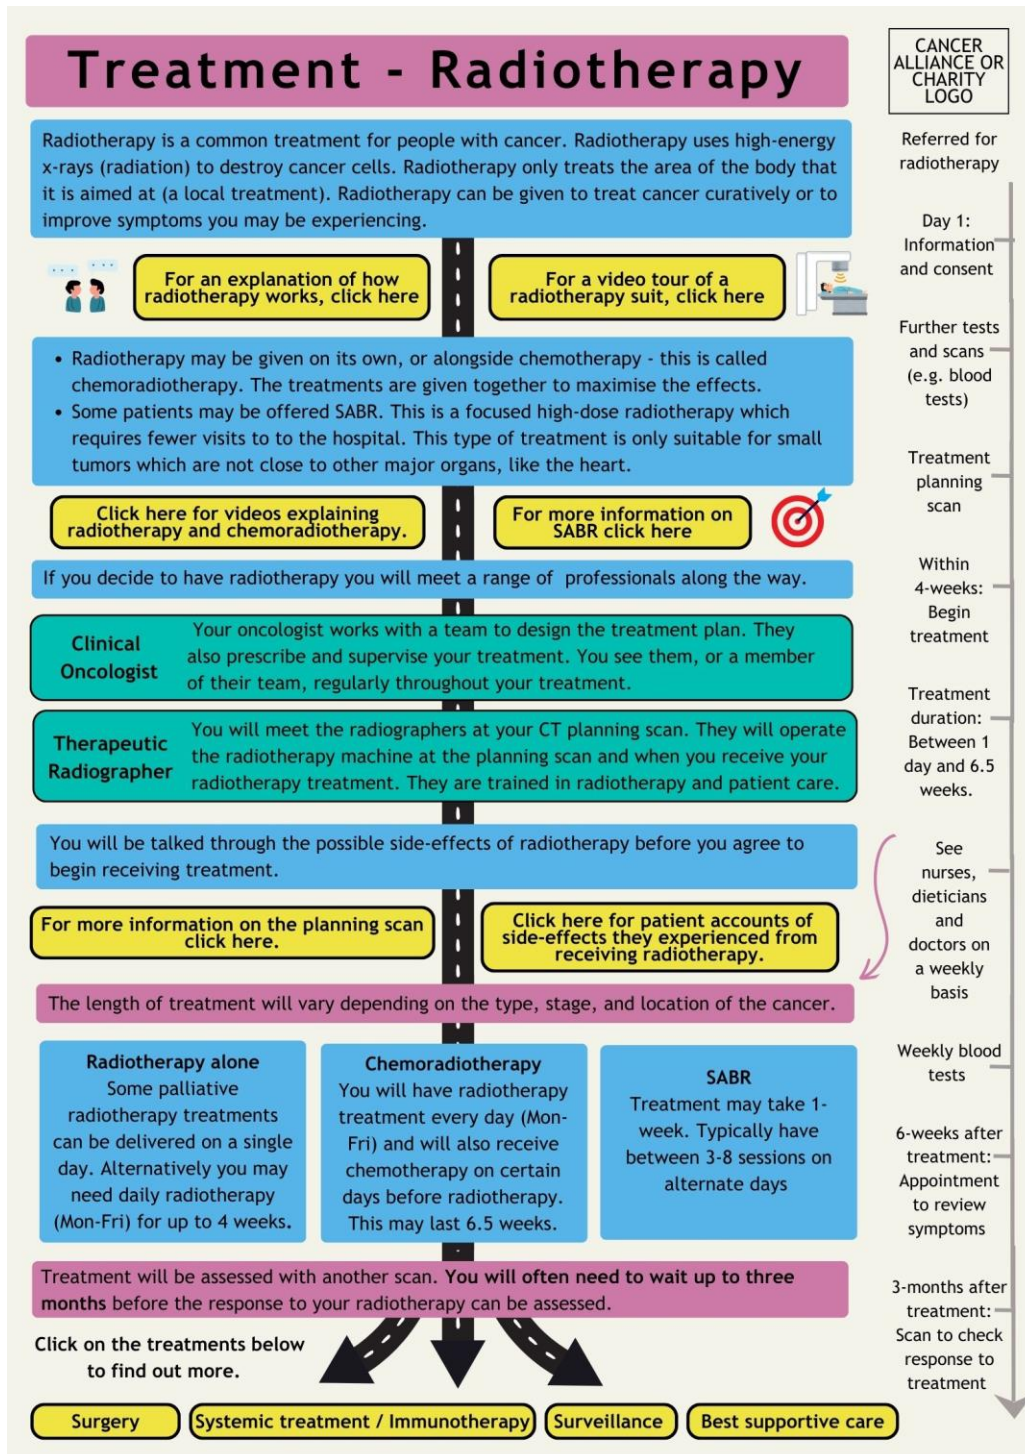 Treatment - Radiotherapy
Radiotherapy is a common treatment for people with cancer. Radiotherapy uses high-energy
x-rays (radiation) to destroy cancer cells. Radiotherapy only treats the area of the body that
it is aimed at (a local treatment). Radiotherapy can be given to treat cancer curatively or to
improve symptoms you may be experiencing.
For an explanation of how
radiotherapy works, click here
For a video tour of a
radiotherapy suit, click here
• Radiotherapy may be given on its own, or alongside chemotherapy - this is called
chemoradiotherapy. The treatments are given together to maximise the effects.
• Some patients may be offered SABR. This is a focused high-dose radiotherapy which
requires fewer visits to to the hospital. This type of treatment is only suitable for small
tumors which are not close to other major organs, like the heart.
Click here for videos explaining
radiotherapy and chemoradiotherapy.
For more information on
SABR click here
If you decide to have radiotherapy you will meet a range of professionals along the way.
Clinical
Oncologist
Your oncologist works with a team to design the treatment plan. They
also prescribe and supervise your treatment. You see them, or a member
of their team, regularly throughout your treatment.
Therapeutic
Radiographer
You will meet the radiographers at your CT planning scan. They will operate
the radiotherapy machine at the planning scan and when you receive your
radiotherapy treatment. They are trained in radiotherapy and patient care.
You will be talked through the possible side-effects of radiotherapy before you agree to
begin receiving treatment.
For more information on the planning scan
click here.
Click here for patient accounts of
side-effects they experienced from
receiving radiotherapy.
The length of treatment will vary depending on the type, stage, and location of the cancer.
Radiotherapy alone
Some palliative
radiotherapy treatments
can be delivered on a single
day. Alternatively you may
need daily radiotherapy
(Mon-Fri) for up to 4 weeks.
Chemoradiotherapy
You will have radiotherapy
treatment every day (Mon-
Fri) and will also receive
chemotherapy on certain
days before radiotherapy.
This may last 6.5 weeks.
SABR
Treatment may take 1-
week. Typically have
between 3-8 sessions on
alternate days
Treatment will be assessed with another scan. You will often need to wait up to three
months before the response to your radiotherapy can be assessed.
Click on the treatments below
to find out more.
Surgery
Systemic treatment / Immunotherapy
Surveillance
Best supportive care
CANCER
ALLIANCE OR
CHARITY
LOGO
Referred for
radiotherapy
Day 1:
Information
and consent
Further tests
and scans
(e.g. blood
tests)
Treatment
planning
scan
Within
4-weeks:
Begin
treatment
Treatment
duration:
Between 1
day and 6.5
weeks.
See
nurses,
dieticians
and
doctors on
a weekly
basis
Weekly blood
tests
6-weeks after
treatment:
Appointment
to review
symptoms
3-months after
treatment:
Scan to check
response to
treatment